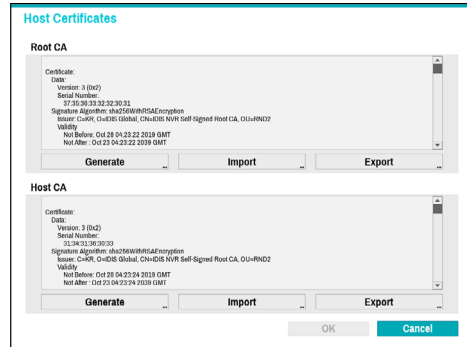 Host Certificates
Root CA
Certificate:
Data:
Version: 3 (0x2)
Serial Number:
37:35:36:33:32:32:30:31
Signature Algorithm: sha256WithRSAEncryption
Issuer: C=KR, O=IDIS Global, CN=IDIS NVR Self-Signed Root CA, OU=RND2
Validity
Not Before: Oct 28 04:23:22 2019 GMT
Not After : Oct 23 04:23:22 2039 GMT
Generate ... Import ... Export ...
Host CA
Certificate:
Data:
Version: 3 (0x2)
Serial Number:
31:34:31:36:30:33
Signature Algorithm: sha256WithRSAEncryption
Issuer: C=KR, O=IDIS Global, CN=IDIS NVR Self-Signed Root CA, OU=RND2
Validity
Not Before: Oct 28 04:23:24 2019 GMT
Not After : Oct 23 04:23:24 2039 GMT
Generate ... Import ... Export ...
OK Cancel